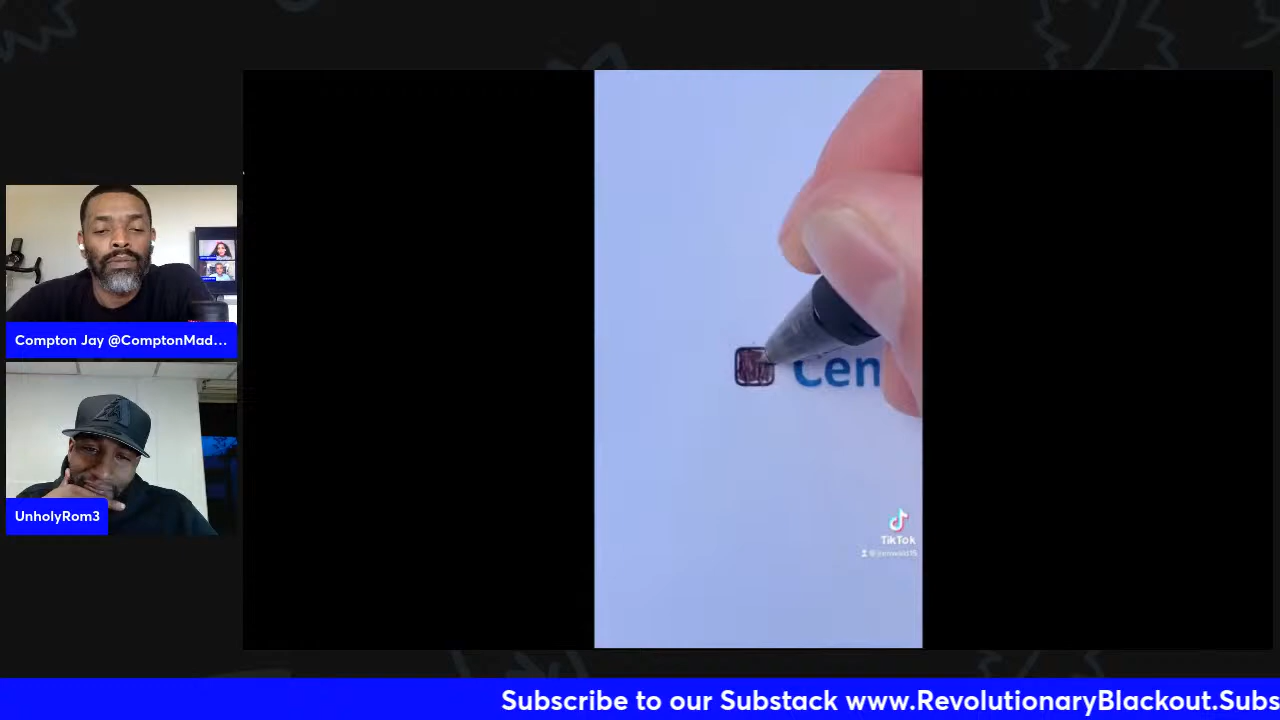 Compton Jay @ComptonMad...
UnholyRom3
Cen
TikTok
Subscribe to our Substack www.RevolutionaryBlackout.Subs